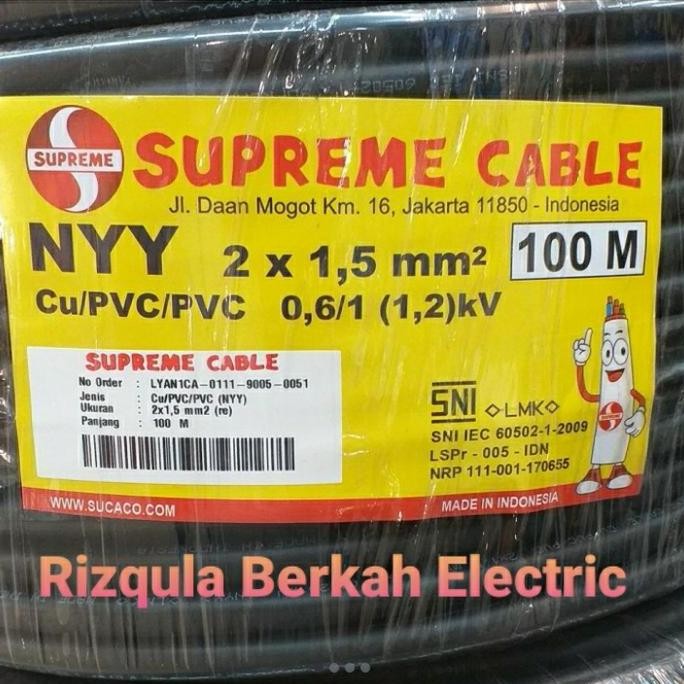 SUPREME
SUPREME CABLE
Jl. Daan Mogot Km. 16, Jakarta 11850 - Indonesia
NYY 2 x 1,5 mm² 100 M
Cu/PVC/PVC 0,6/1 (1,2)kV
SUPREME CABLE
No Order : LYAN1CA-0111-9005-0051
Jenis : Cu/PVC/PVC (NYY)
Ukuran : 2x1,5 mm2 (re)
Panjang : 100 M
SNI LMK
SNI IEC 60502-1-2009
LSPr - 005 - IDN
NRP 111-001-170655
WWW.SUCACO.COM
MADE IN INDONESIA
Rizqula Berkah Electric